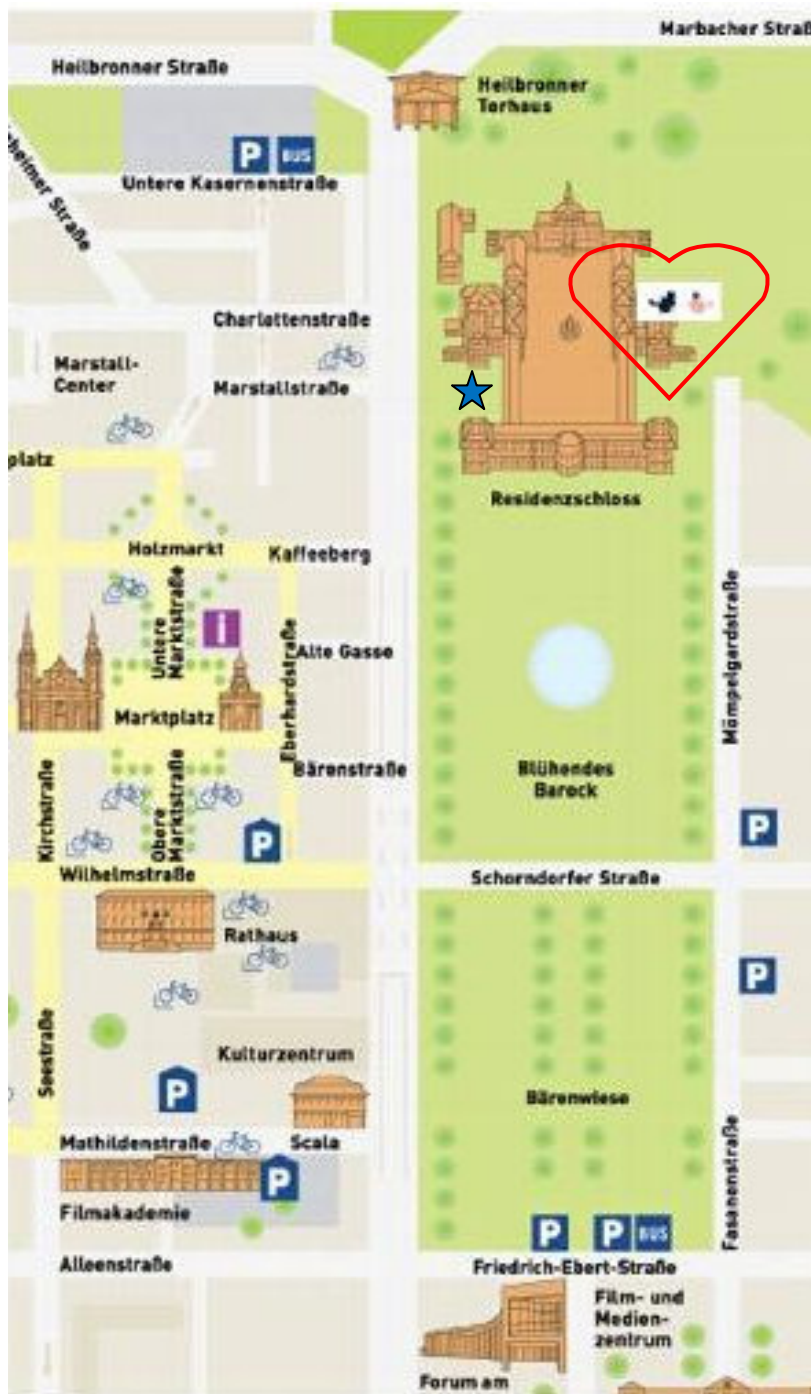 Marbacher Straß
Heilbronner Straße
Heilbronner
Torhaus
P
BUS
Untere Kasernenstraße
heimer Straße
Charlottenstraße
Marstall-
Center
Marstallstraße
platz
Residenzschloss
Holzmarkt
Kaffeeberg
Untere
Marktstraße
i
Eberhardstraße
Alte Gasse
Mömpelgardstraße
Marktplatz
Bärenstraße
Blühendes
Barock
Kirchstraße
Obere
Marktstraße
P
P
Wilhelmstraße
Schorndorfer Straße
Rathaus
P
Seestraße
Kulturzentrum
P
Bärenwiese
Mathildenstraße
Scala
P
Fasanenstraße
Filmakademie
P
P
BUS
Alleenstraße
Friedrich-Ebert-Straße
Film- und
Medien-
zentrum
Forum am